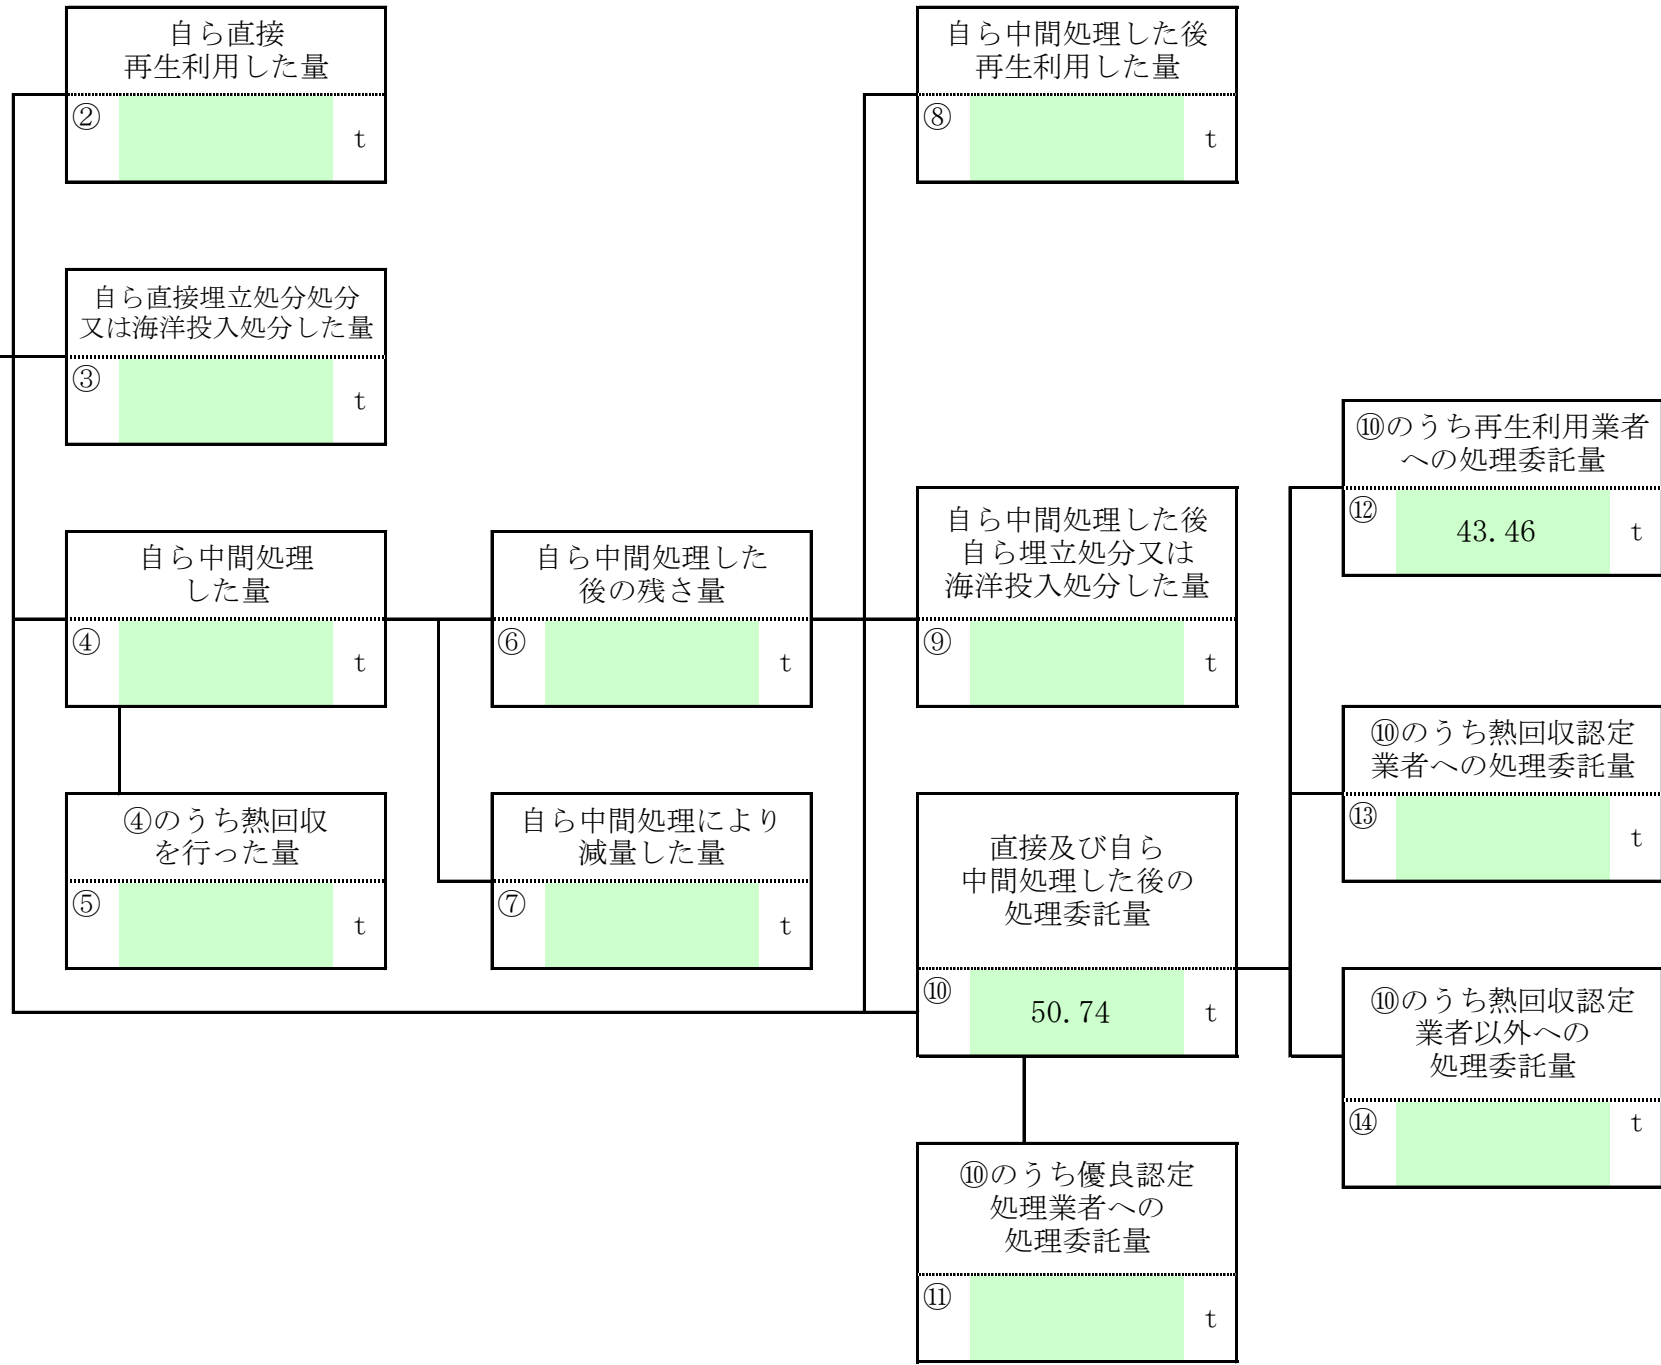 自ら直接
再生利用した量
②
t
自ら中間処理した後
再生利用した量
⑧
t
自ら直接埋立処分処分
又は海洋投入処分した量
③
t
⑩のうち再生利用業者
への処理委託量
⑫
43.46
t
自ら中間処理
した量
④
t
自ら中間処理した
後の残さ量
⑥
t
自ら中間処理した後
自ら埋立処分又は
海洋投入処分した量
⑨
t
⑩のうち熱回収認定
業者への処理委託量
⑬
t
④のうち熱回収
を行った量
⑤
t
自ら中間処理により
減量した量
⑦
t
直接及び自ら
中間処理した後の
処理委託量
⑩
50.74
t
⑩のうち熱回収認定
業者以外への
処理委託量
⑭
t
⑩のうち優良認定
処理業者への
処理委託量
⑪
t